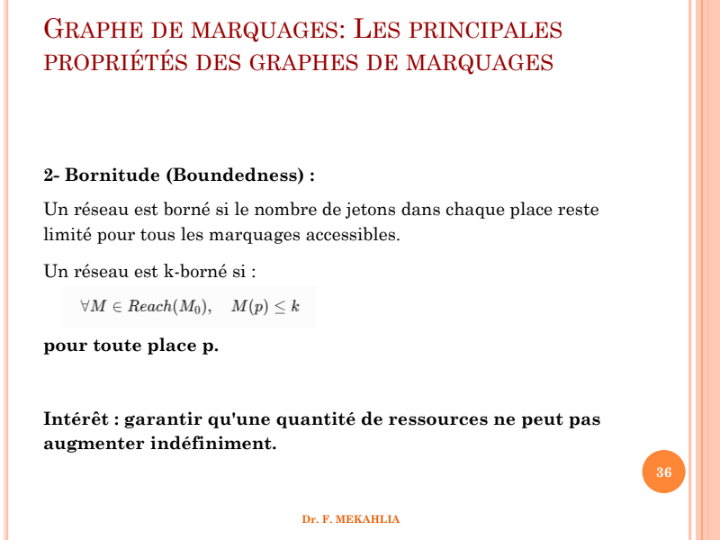 GRAPHE DE MARQUAGES: LES PRINCIPALES
PROPRIÉTÉS DES GRAPHES DE MARQUAGES
2- Bornitude (Boundedness) :
Un réseau est borné si le nombre de jetons dans chaque place reste
limité pour tous les marquages accessibles.
Un réseau est k-borné si :
∀M ∈ Reach(M₀), M(p) ≤ k
pour toute place p.
Intérêt : garantir qu'une quantité de ressources ne peut pas
augmenter indéfiniment.
36
Dr. F. MEKAHLIA